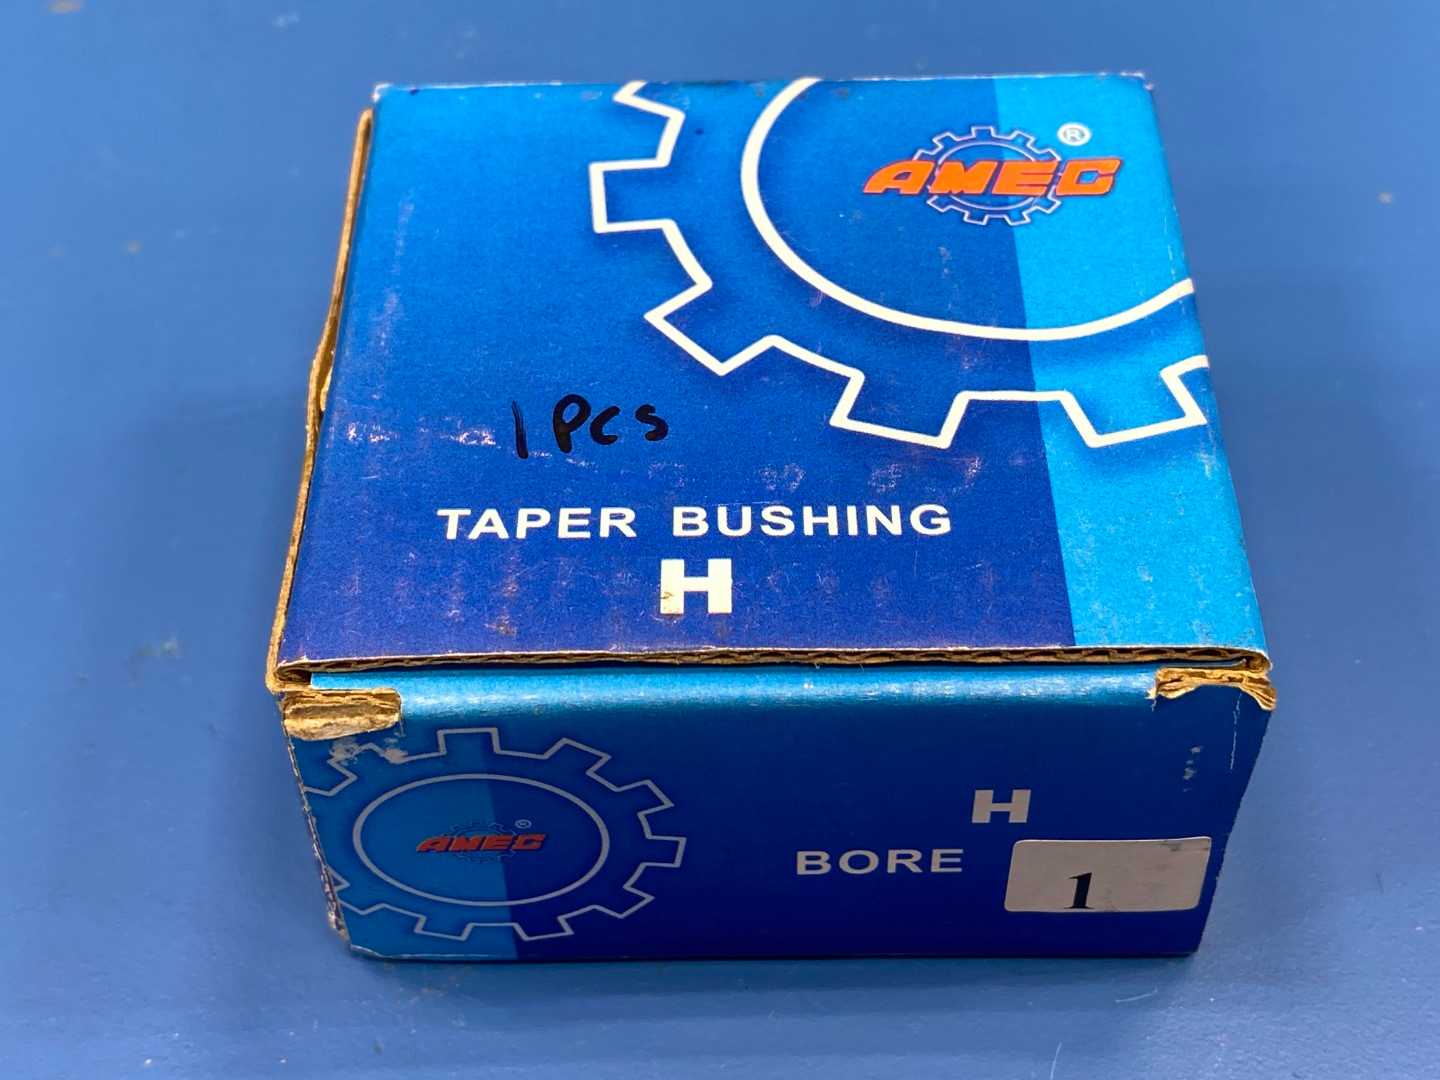 AMEC ®
1 PCS
TAPER BUSHING
H
AMEC ®
H
BORE 1